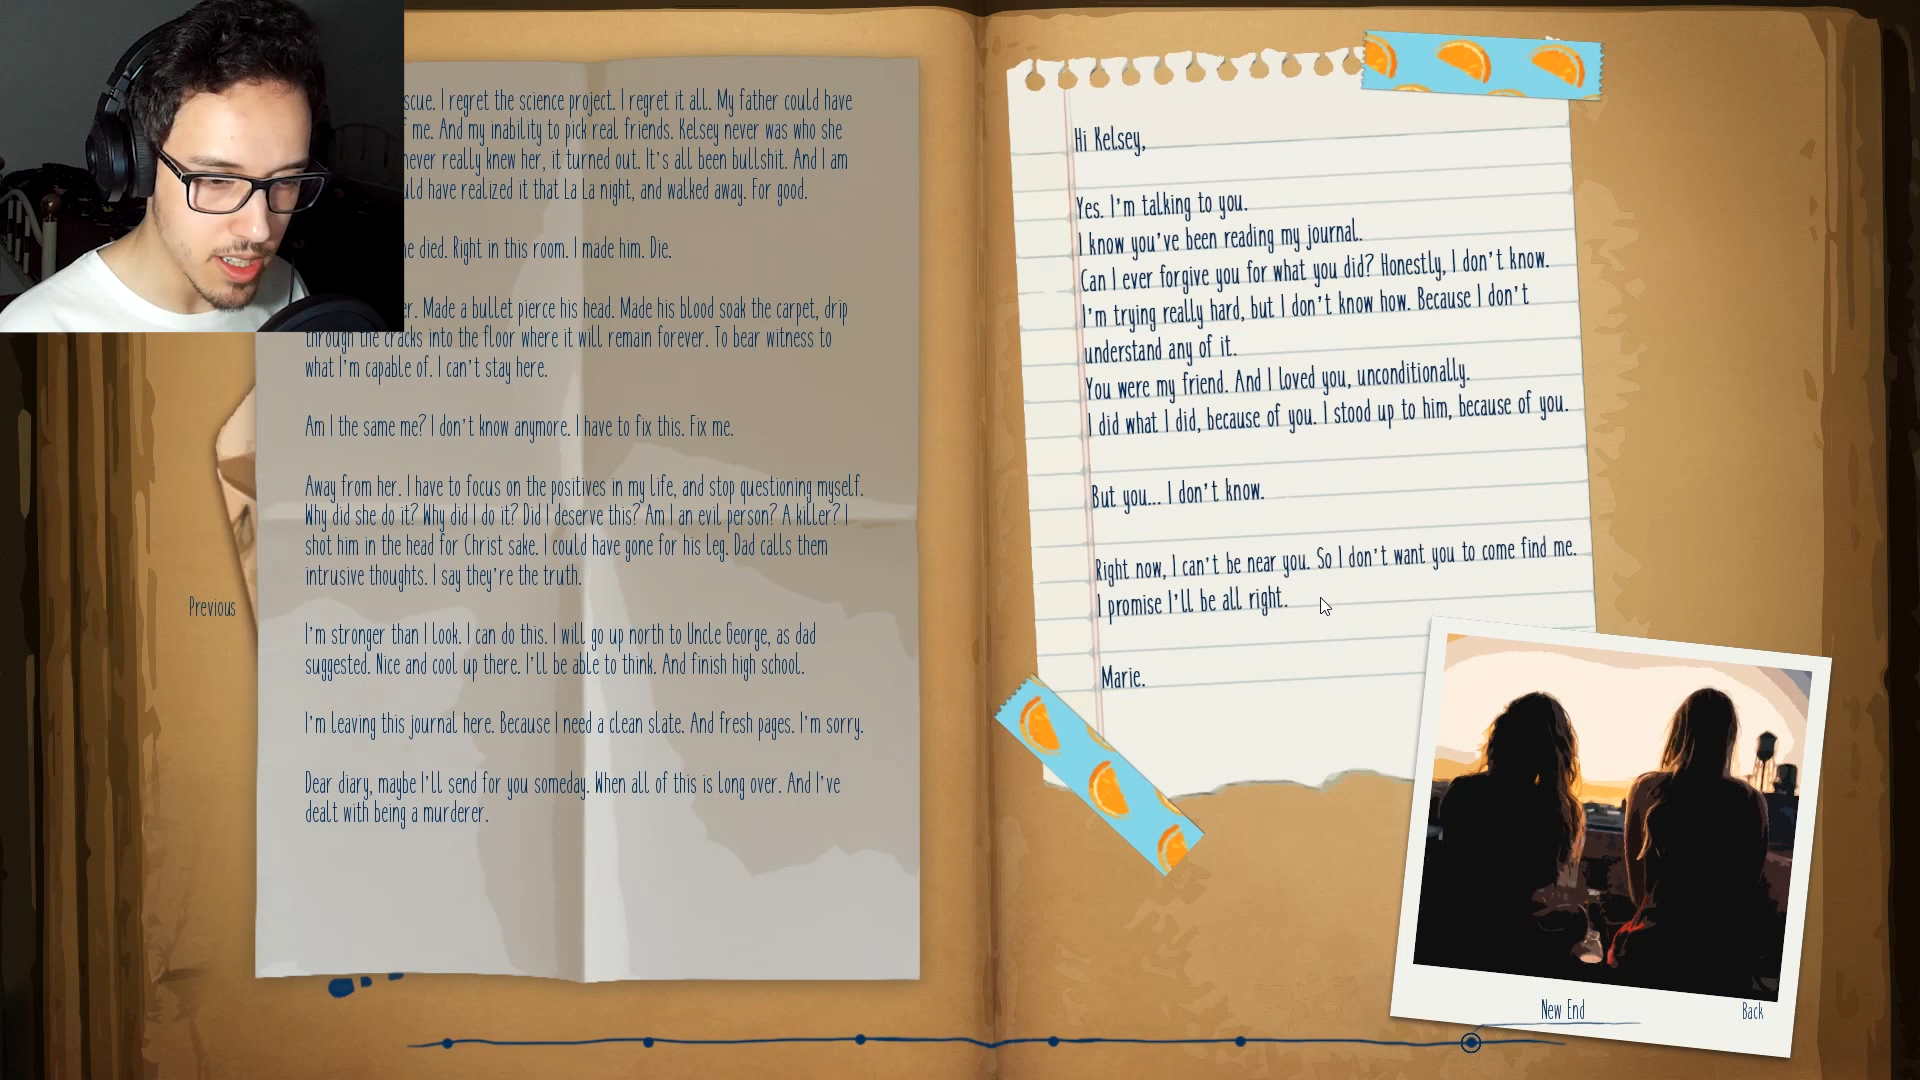 scue. I regret the science project. I regret it all. My father could have
f me. And my inability to pick real friends. Kelsey never was who she
never really knew her, it turned out. It's all been bullshit. And I am
uld have realized it that La La night, and walked away. For good.
he died. Right in this room. I made him. Die.
er. Made a bullet pierce his head. Made his blood soak the carpet, drip
through the cracks into the floor where it will remain forever. To bear witness to
what I'm capable of. I can't stay here.
Am I the same me? I don't know anymore. I have to fix this. Fix me.
Away from her. I have to focus on the positives in my life, and stop questioning myself.
Why did she do it? Why did I do it? Did I deserve this? Am I an evil person? A killer? I
shot him in the head for Christ sake. I could have gone for his leg. Dad calls them
intrusive thoughts. I say they're the truth.
I'm stronger than I look. I can do this. I will go up north to Uncle George, as dad
suggested. Nice and cool up there. I'll be able to think. And finish high school.
I'm leaving this journal here. Because I need a clean slate. And fresh pages. I'm sorry.
Dear diary, maybe I'll send for you someday. When all of this is long over. And I've
dealt with being a murderer.
Previous
Hi Kelsey,
Yes. I'm talking to you.
I know you've been reading my journal.
Can I ever forgive you for what you did? Honestly, I don't know.
I'm trying really hard, but I don't know how. Because I don't
understand any of it.
You were my friend. And I loved you, unconditionally.
I did what I did, because of you. I stood up to him, because of you.
But you... I don't know.
Right now, I can't be near you. So I don't want you to come find me.
I promise I'll be all right.
Marie.
New End
Back